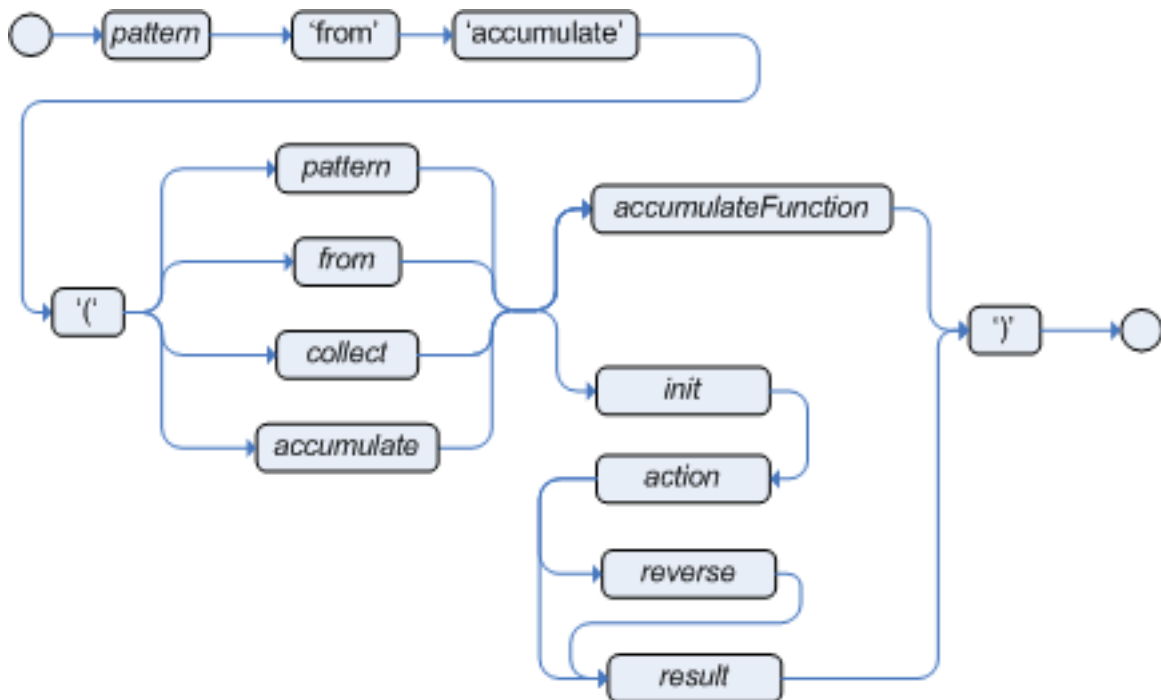 pattern ‘from’ ‘accumulate’
pattern
accumulateFunction
from
‘(‘
‘)’
collect
init
accumulate
action
reverse
result